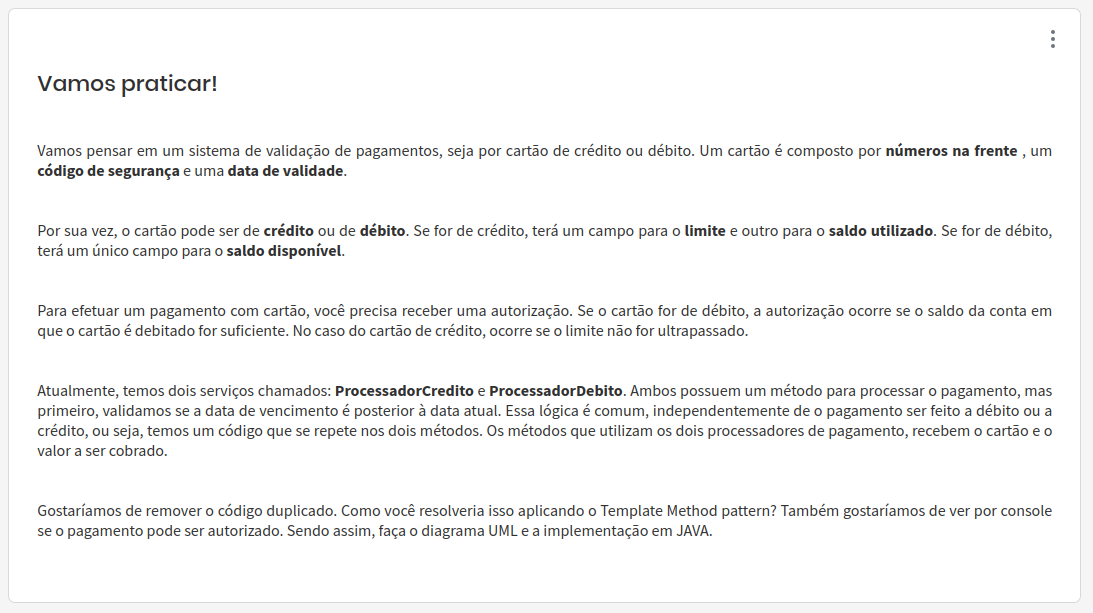 Vamos praticar!
Vamos pensar em um sistema de validação de pagamentos, seja por cartão de crédito ou débito. Um cartão é composto por números na frente , um
código de segurança e uma data de validade.
Por sua vez, o cartão pode ser de crédito ou de débito. Se for de crédito, terá um campo para o limite e outro para o saldo utilizado. Se for de débito,
terá um único campo para o saldo disponível.
Para efetuar um pagamento com cartão, você precisa receber uma autorização. Se o cartão for de débito, a autorização ocorre se o saldo da conta em
que o cartão é debitado for suficiente. No caso do cartão de crédito, ocorre se o limite não for ultrapassado.
Atualmente, temos dois serviços chamados: ProcessadorCredito e ProcessadorDebito. Ambos possuem um método para processar o pagamento, mas
primeiro, validamos se a data de vencimento é posterior à data atual. Essa lógica é comum, independentemente de o pagamento ser feito a débito ou a
crédito, ou seja, temos um código que se repete nos dois métodos. Os métodos que utilizam os dois processadores de pagamento, recebem o cartão e o
valor a ser cobrado.
Gostaríamos de remover o código duplicado. Como você resolveria isso aplicando o Template Method pattern? Também gostaríamos de ver por console
se o pagamento pode ser autorizado. Sendo assim, faça o diagrama UML e a implementação em JAVA.